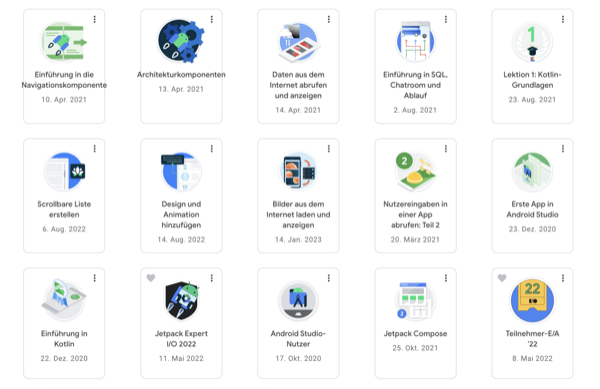 Einführung in die
Navigationskomponente
10. Apr. 2021
Architekturkomponenten
13. Apr. 2021
Daten aus dem
Internet abrufen
und anzeigen
14. Apr. 2021
Einführung in SQL,
Chatroom und
Ablauf
2. Aug. 2021
1
Lektion 1: Kotlin-
Grundlagen
23. Aug. 2021
Scrollbare Liste
erstellen
6. Aug. 2022
Design und
Animation
hinzufügen
14. Aug. 2022
Bilder aus dem
Internet laden und
anzeigen
14. Jan. 2023
2
Nutzereingaben in
einer App
abrufen: Teil 2
20. März 2021
Erste App in
Android Studio
23. Dez. 2020
Einführung in
Kotlin
22. Dez. 2020
Jetpack Expert
I/O 2022
11. Mai 2022
Android Studio-
Nutzer
17. Okt. 2020
2
Jetpack Compose
25. Okt. 2021
22
Teilnehmer-E/A
'22
8. Mai 2022